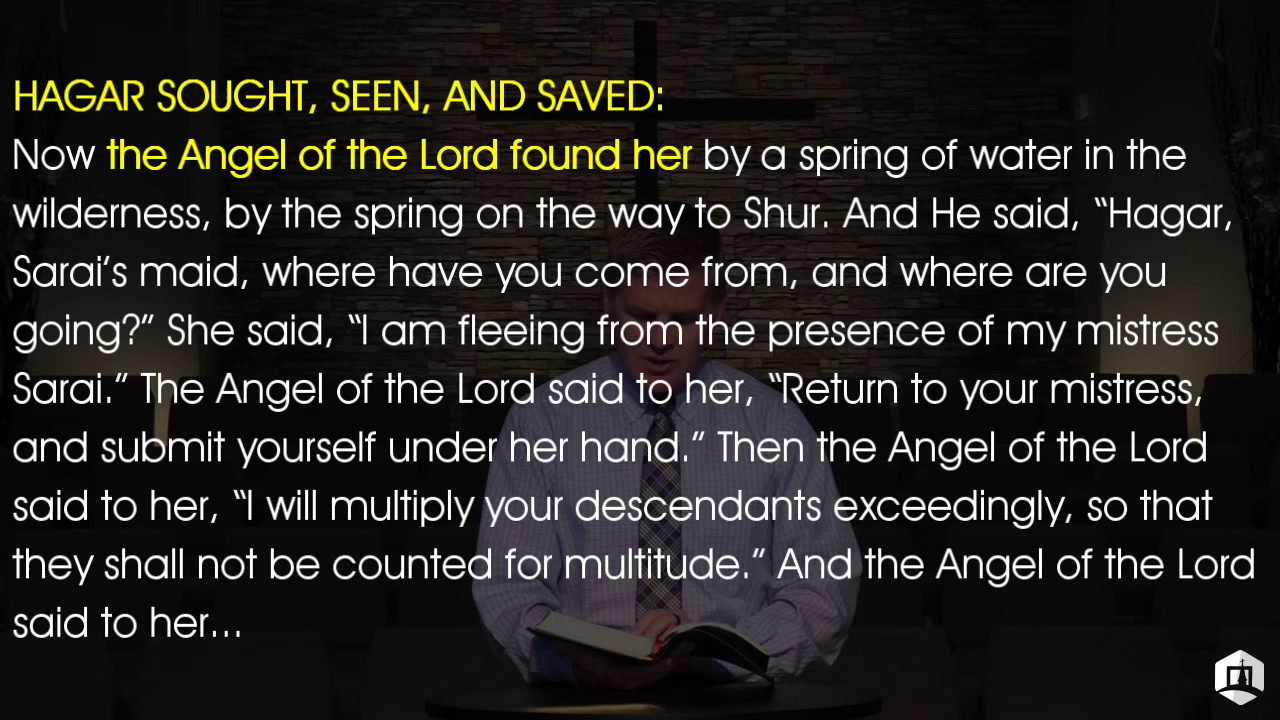 HAGAR SOUGHT, SEEN, AND SAVED:
Now the Angel of the Lord found her by a spring of water in the
wilderness, by the spring on the way to Shur. And He said, “Hagar,
Sarai’s maid, where have you come from, and where are you
going?” She said, “I am fleeing from the presence of my mistress
Sarai.” The Angel of the Lord said to her, “Return to your mistress,
and submit yourself under her hand.” Then the Angel of the Lord
said to her, “I will multiply your descendants exceedingly, so that
they shall not be counted for multitude.” And the Angel of the Lord
said to her…